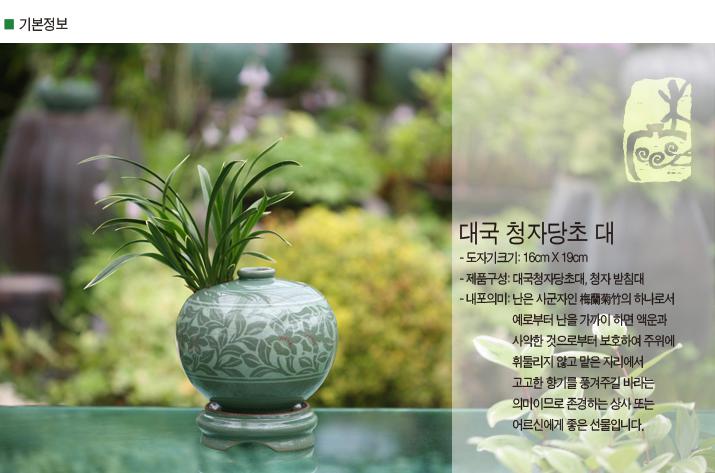 기본정보
대국 청자당초 대
- 도자기크기: 16cm X 19cm
- 제품구성: 대국청자당초대, 청자 받침대
- 내포의미: 난은 사군자인 梅蘭菊竹의 하나로서
예로부터 난을 가까이 하면 액운과
사악한 것으로부터 보호하여 주위에
휘둘리지 않고 맑은 자리에서
고고한 향기를 풍겨주길 바라는
의미이므로 존경하는 상사 또는
어르신에게 좋은 선물입니다.